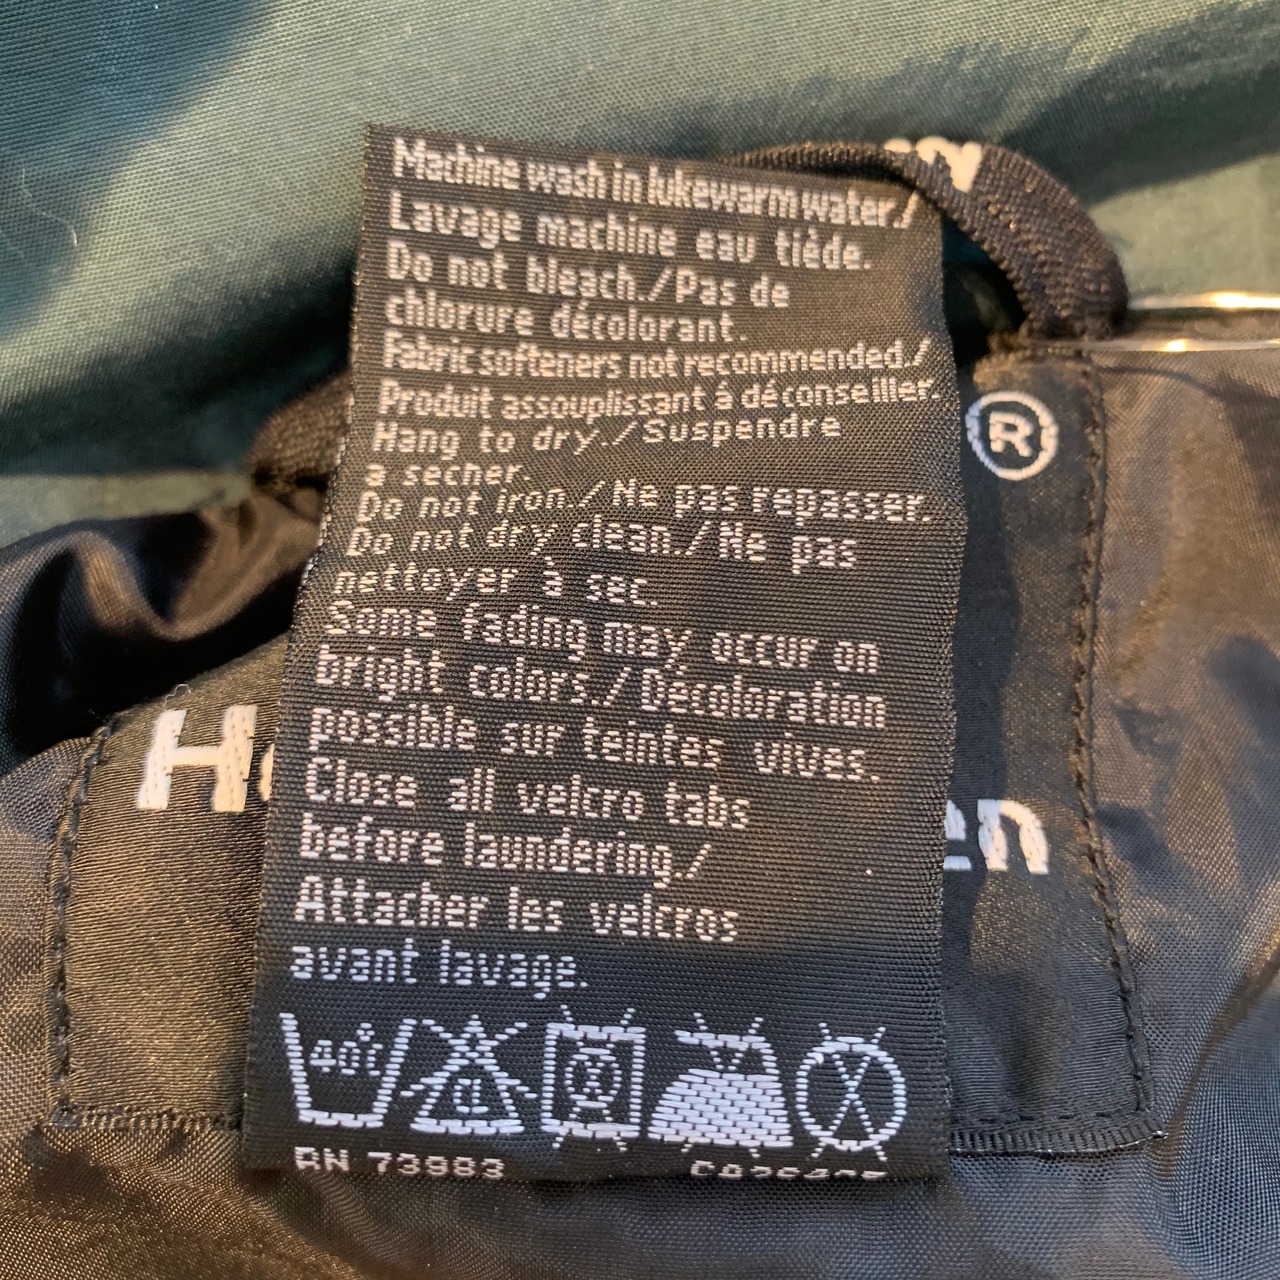 Machine wash in lukewarm water./
Lavage machine eau tiède.
Do not bleach./Pas de
chlorure décolorant.
Fabric softeners not recommended/
Produit assouplissant à déconseiller.
Hang to dry./Suspendre
a sécher.
Do not iron./Ne pas repasser.
Do not dry clean./Ne pas
nettoyer à sec.
Some fading may occur on
bright colors/Décoloration
possible sur teintes vives.
Close all velcro tabs
before laundering./
Attacher les velcros
avant lavage.
40°C
CL
RN 73983
®